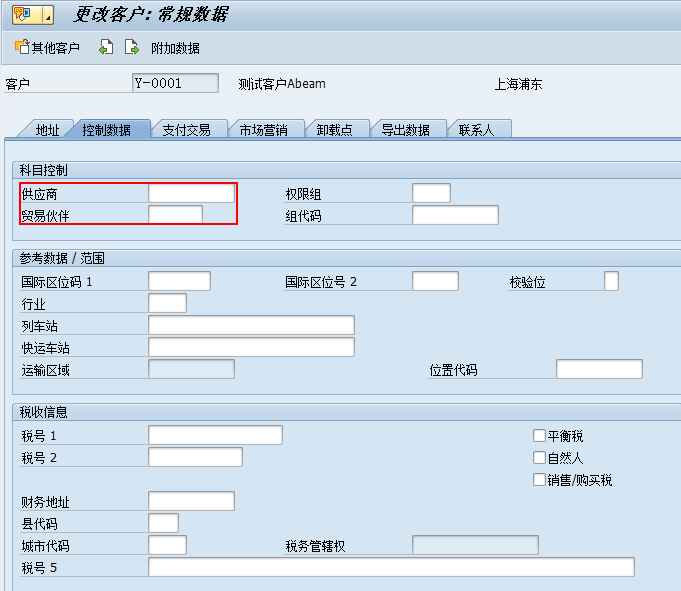 更改客户: 常规数据
其他客户 附加数据
客户 Y-0001 测试客户Abeam 上海浦东
地址 控制数据 支付交易 市场营销 卸载点 导出数据 联系人
科目控制
供应商 权限组
贸易伙伴 组代码
参考数据 / 范围
国际区位码 1 国际区位号 2 校验位
行业
列车站
快运车站
运输区域 位置代码
税收信息
税号 1 平衡税
税号 2 自然人
销售/购买税
财务地址
县代码
城市代码 税务管辖权
税号 5